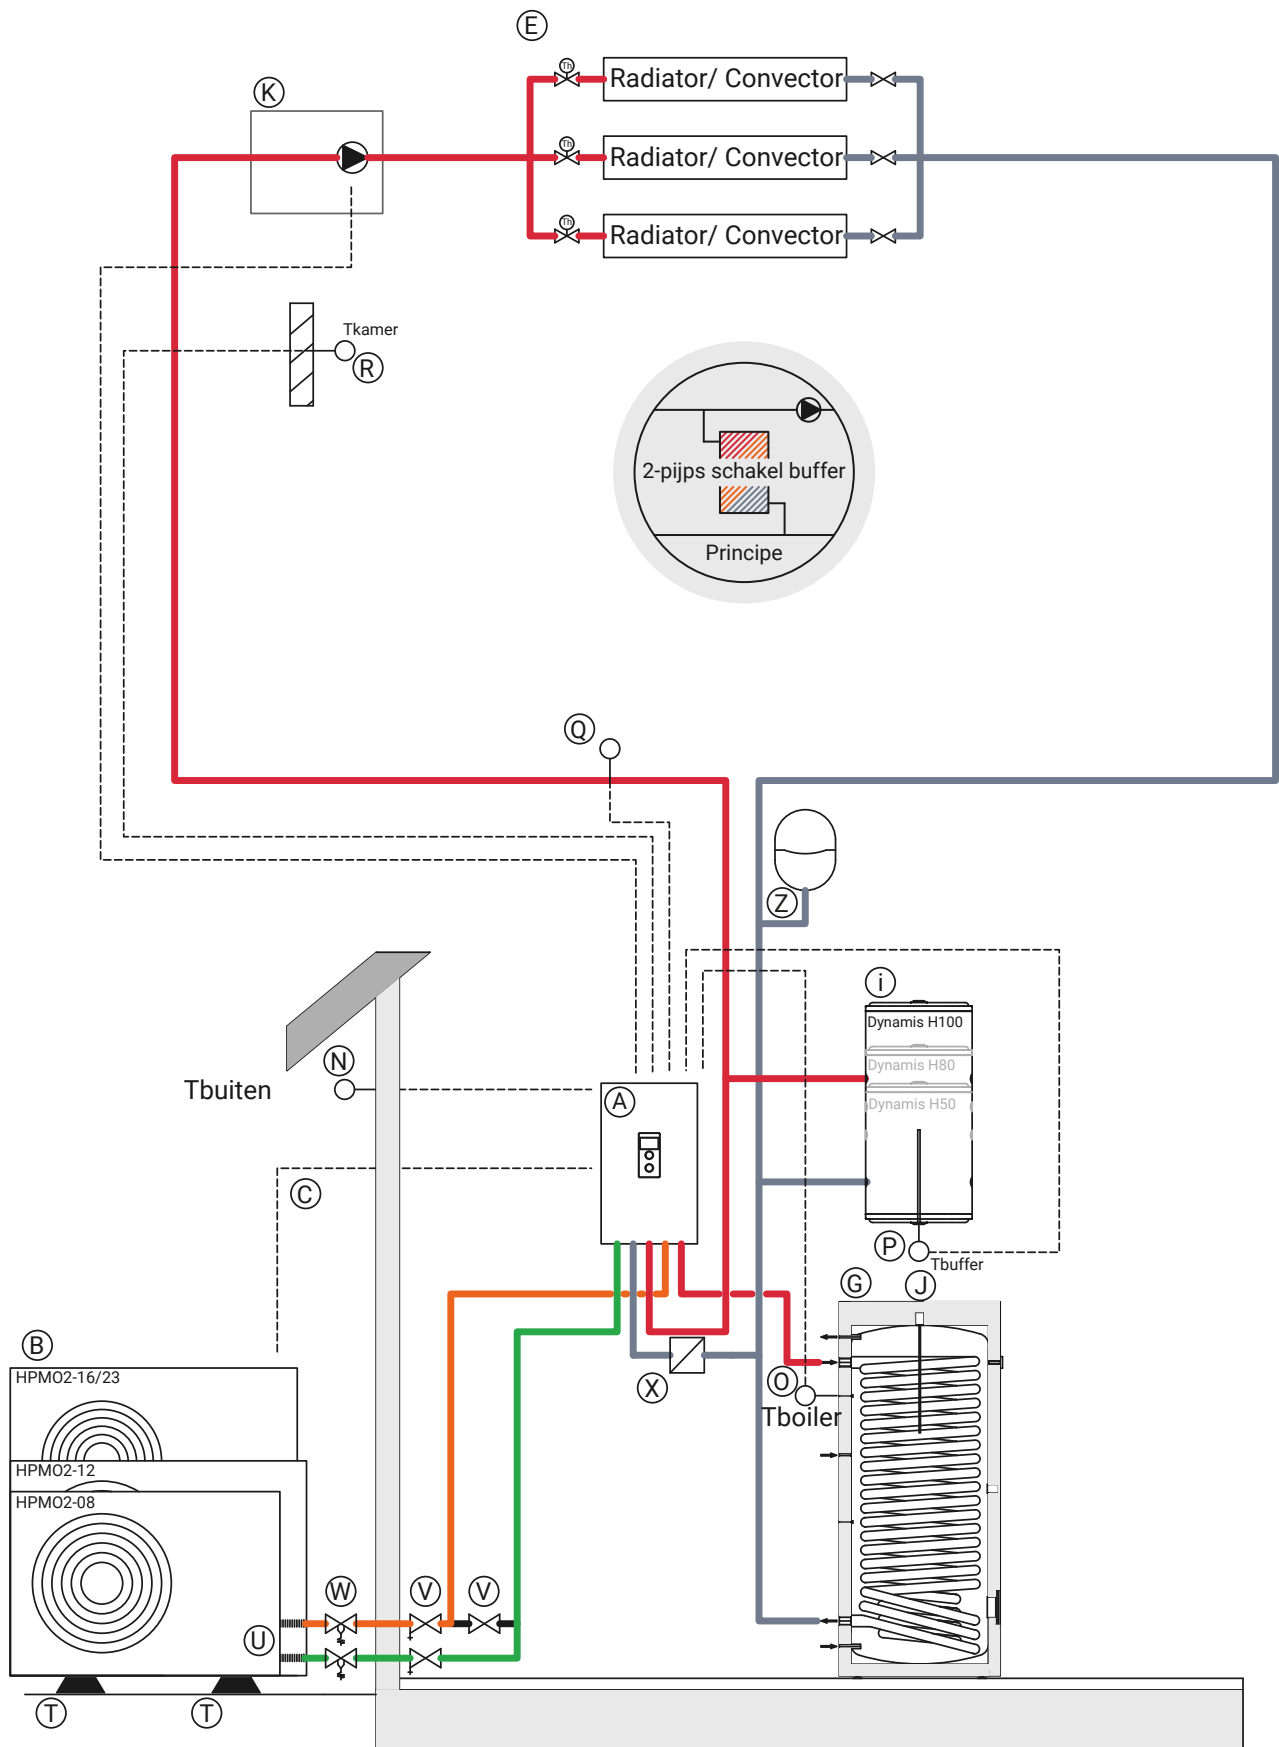 E
Th
Radiator/ Convector
K
Th
Radiator/ Convector
Th
Radiator/ Convector
Tkamer
R
2-pijps schakel buffer
Principe
Q
Z
i
Dynamis H100
Dynamis H80
Dynamis H50
N
Tbuiten
A
C
P
Tbuffer
G
J
B
HPMO2-16/23
X
O
Tboiler
HPMO2-12
HPMO2-08
W
V
V
U
T
T